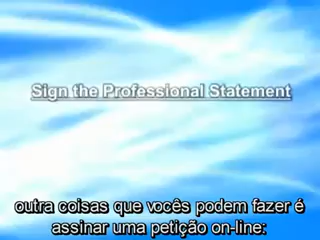 Sign the Professional Statement
outra coisas que vocês podem fazer é
assinar uma petição on-line: